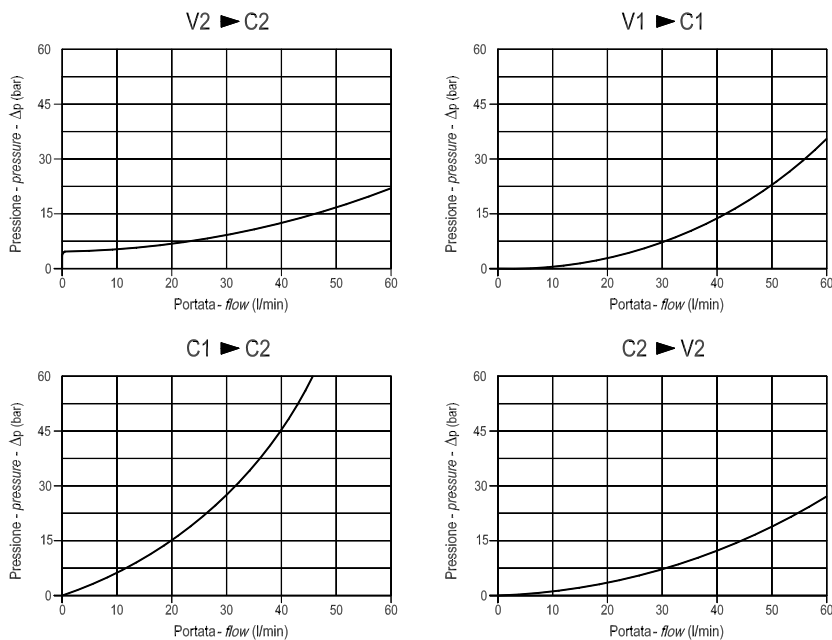 V2 ► C2
60
45
30
15
0
Pressione - pressure - Δp (bar)
0 10 20 30 40 50 60
Portata - flow (l/min)
V1 ► C1
60
45
30
15
0
Pressione - pressure - Δp (bar)
0 10 20 30 40 50 60
Portata - flow (l/min)
C1 ► C2
60
45
30
15
0
Pressione - pressure - Δp (bar)
0 10 20 30 40 50 60
Portata - flow (l/min)
C2 ► V2
60
45
30
15
0
Pressione - pressure - Δp (bar)
0 10 20 30 40 50 60
Portata - flow (l/min)